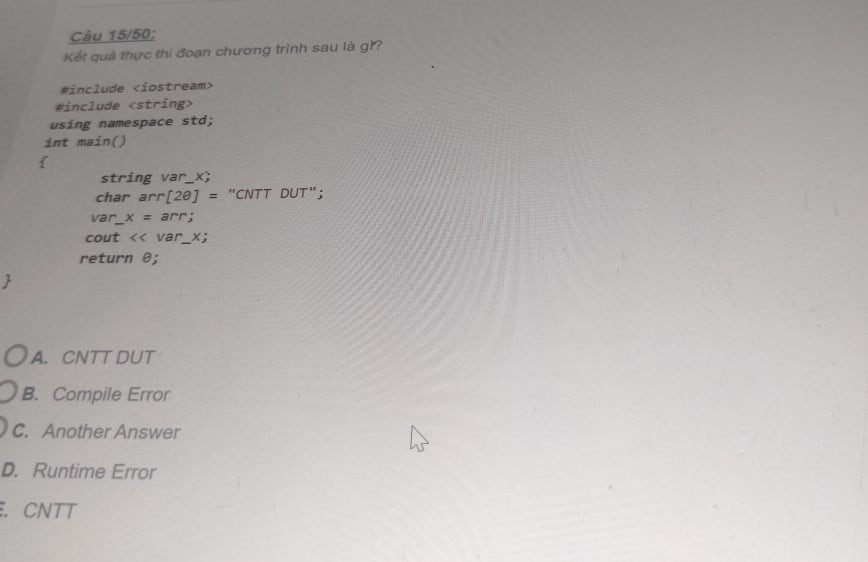 Câu 15/50:
Kết quả thực thi đoạn chương trình sau là gì?
#include <iostream>
#include <string>
using namespace std;
int main()
{
string var_x;
char arr[20] = "CNTT DUT";
var_x = arr;
cout << var_x;
return 0;
}
A. CNTT DUT
B. Compile Error
C. Another Answer
D. Runtime Error
E. CNTT